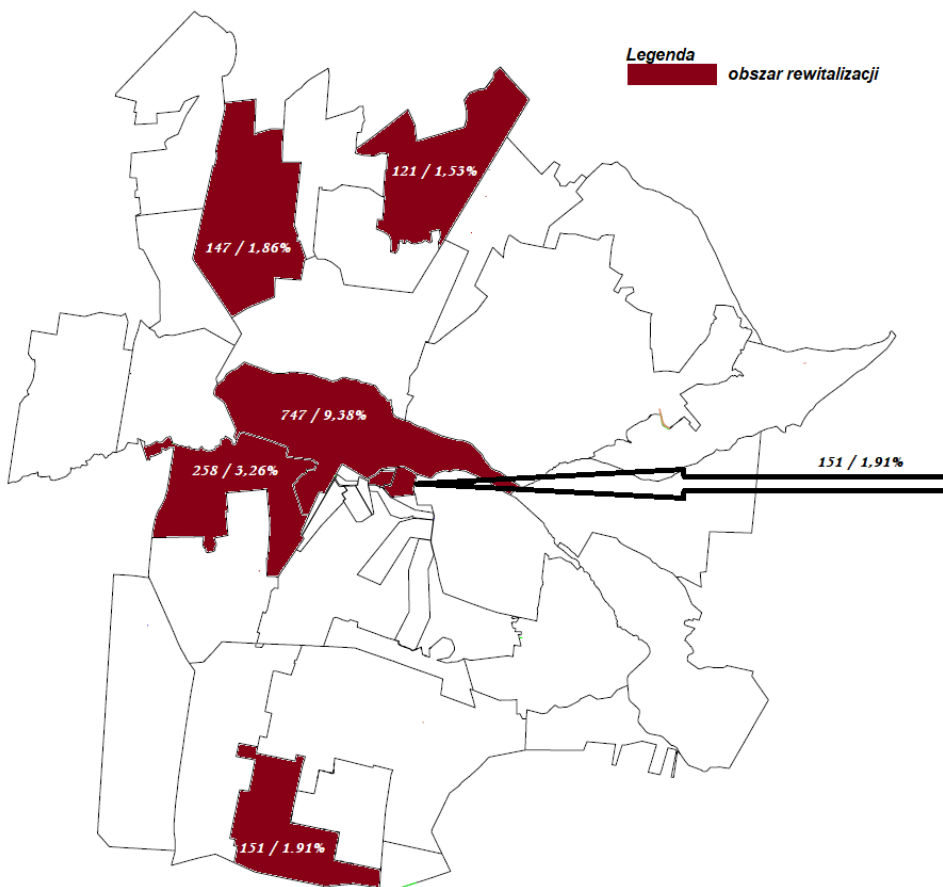 Legenda
obszar rewitalizacji
121 / 1,53%
147 / 1,86%
747 / 9,38%
258 / 3,26%
151 / 1,91%
151 / 1.91%